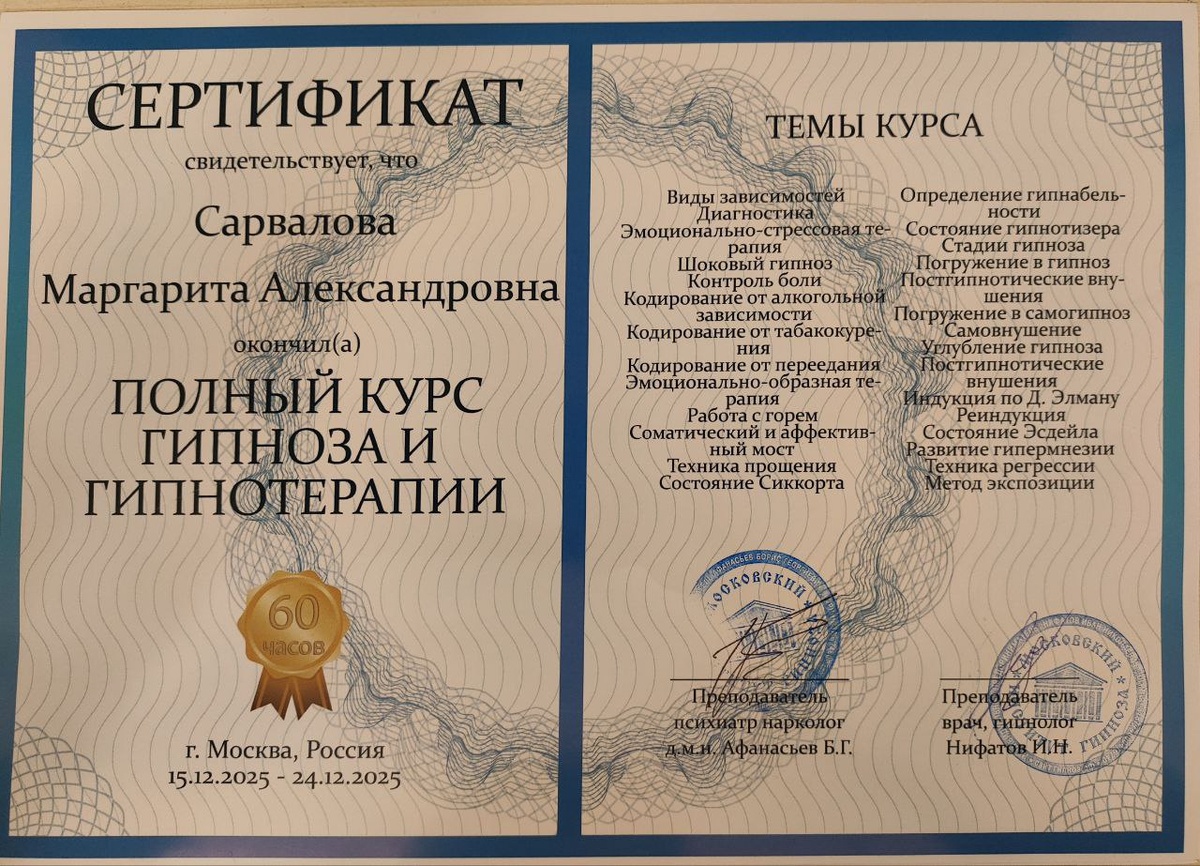 СЕРТИФИКАТ
свидетельствует, что
Сарвалова
Маргарита Александровна
окончил(а)
ПОЛНЫЙ КУРС
ГИПНОЗА И
ГИПНОТЕРАПИИ
60
часов
г. Москва, Россия
15.12.2025 - 24.12.2025
ТЕМЫ КУРСА
Виды зависимостей
Диагностика
Эмоционально-стрессовая те-
рапия
Шоковый гипноз
Контроль боли
Кодирование от алкогольной
зависимости
Кодирование от табакокуре-
ния
Кодирование от переедания
Эмоционально-образная те-
рапия
Работа с горем
Соматический и аффектив-
ный мост
Техника прощения
Состояние Сиккорта
Определение гипнабель-
ности
Состояние гипнотизера
Стадии гипноза
Погружение в гипноз
Постгипнотические вну-
шения
Погружение в самогипноз
Самовнушение
Углубление гипноза
Постгипнотические
внушения
Индукция по Д. Элману
Реиндукция
Состояние Эсдейла
Развитие гипермнезии
Техника регрессии
Метод экспозиции
Преподаватель
психиатр нарколог
д.м.н. Афанасьев Б.Г.
Преподаватель
врач, гипнолог
Нифатов И.Н.
МОСКОВСКИЙ
ГИПНОЗА